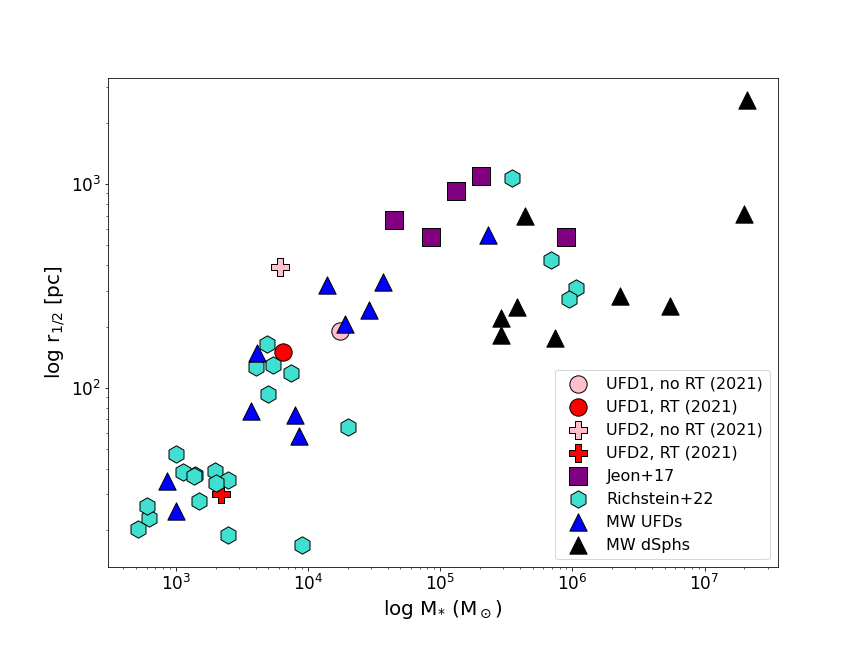 10³
10²
log r₁/₂ [pc]
10³
10⁴
10⁵
10⁶
10⁷
log M* (M⊙)
UFD1, no RT (2021)
UFD1, RT (2021)
UFD2, no RT (2021)
UFD2, RT (2021)
Jeon+17
Richstein+22
MW UFDs
MW dSphs